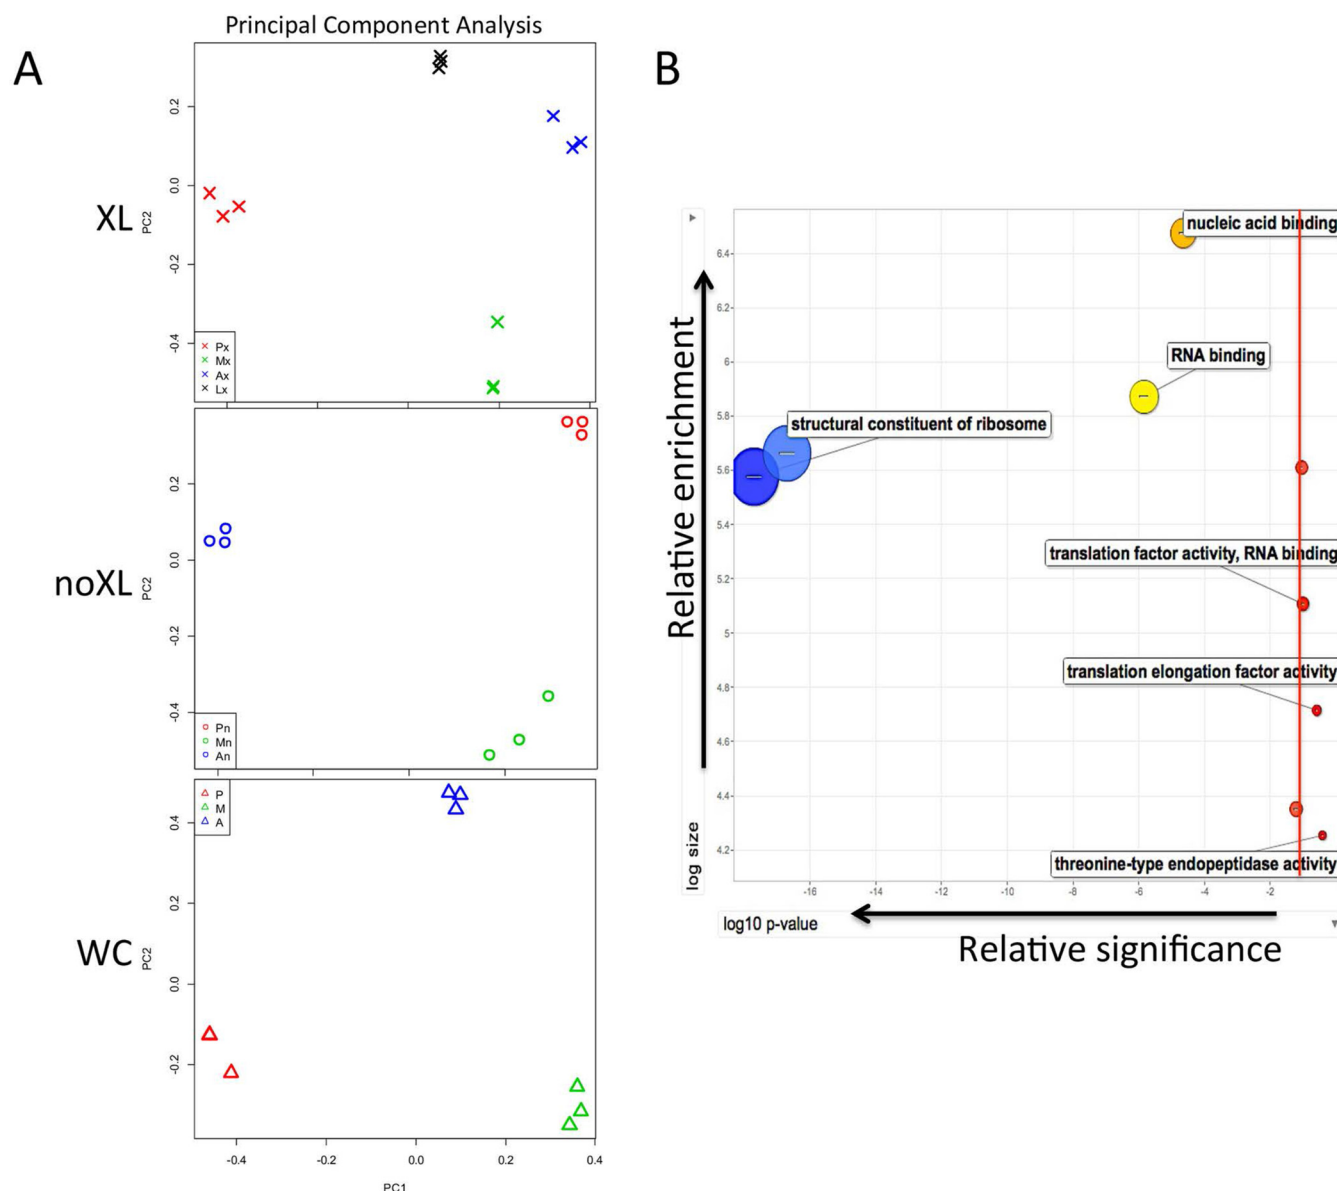 Principal Component Analysis
A
XL
PC2
0.2
0.0
-0.2
-0.4
Px
Mx
Ax
Lx
noXL
PC2
0.2
0.0
-0.2
-0.4
Pn
Mn
An
WC
PC2
0.4
0.2
0.0
-0.2
P
M
A
-0.4 -0.2 0.0 0.2 0.4
PC1
B
Relative enrichment
log size
6.4
6.2
6
5.8
5.6
5.4
5.2
5
4.8
4.6
4.4
4.2
nucleic acid binding
RNA binding
structural constituent of ribosome
translation factor activity, RNA binding
translation elongation factor activity
threonine-type endopeptidase activity
-16 -14 -12 -10 -8 -6 -4 -2
log10 p-value
Relative significance